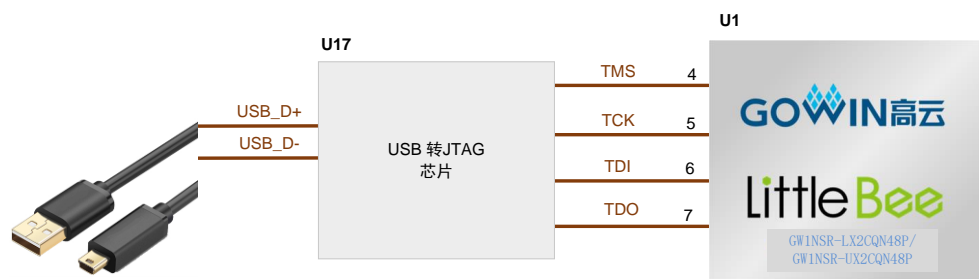 U1
U17
TMS 4
USB_D+
TCK 5
USB_D-
USB 转JTAG
芯片
TDI 6
TDO 7
GOWIN高云
LittleBee
GW1NSR-LX2CQN48P/
GW1NSR-UX2CQN48P